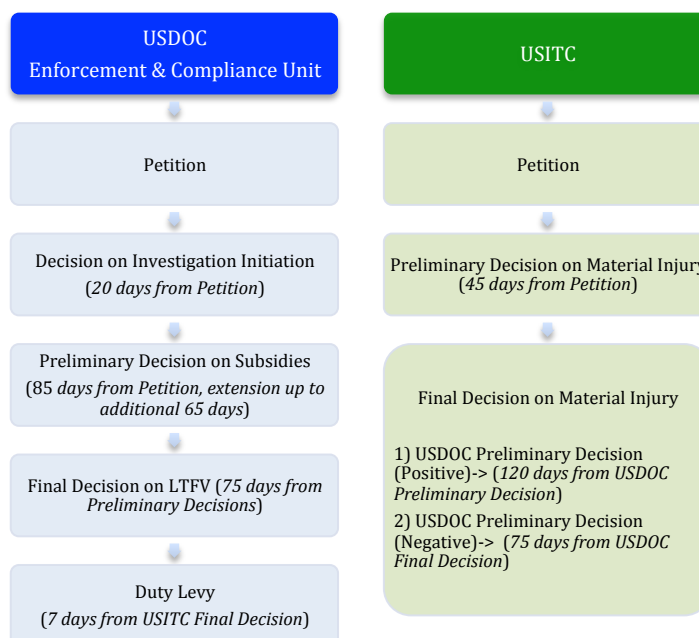 USDOC
Enforcement & Compliance Unit
Petition
Decision on Investigation Initiation
(20 days from Petition)
Preliminary Decision on Subsidies
(85 days from Petition, extension up to
additional 65 days)
Final Decision on LTFV (75 days from
Preliminary Decisions)
Duty Levy
(7 days from USITC Final Decision)
USITC
Petition
Preliminary Decision on Material Injury
(45 days from Petition)
Final Decision on Material Injury
1) USDOC Preliminary Decision
(Positive)-> (120 days from USDOC
Preliminary Decision)
2) USDOC Preliminary Decision
(Negative)-> (75 days from USDOC
Final Decision)